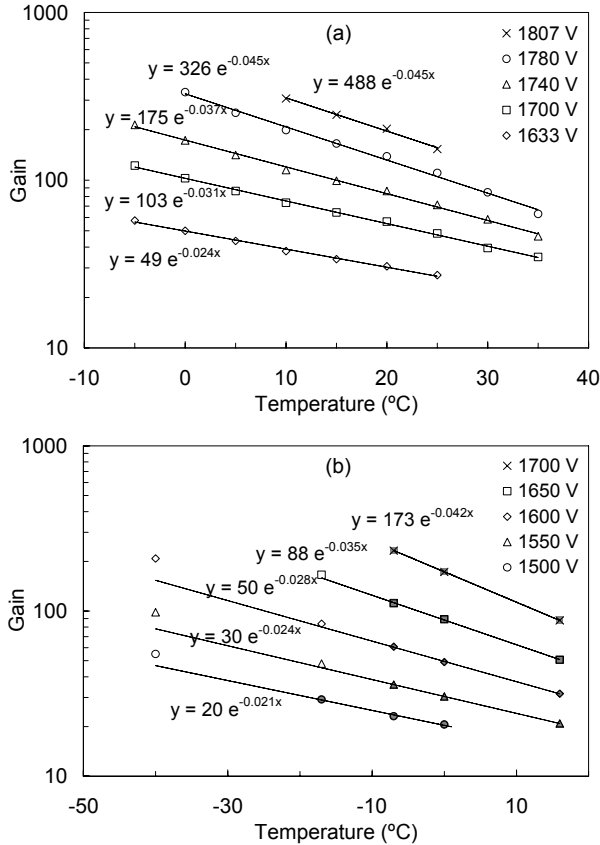 1000
(a)
1807 V
1780 V
1740 V
1700 V
1633 V
y = 326 e^-0.045x
y = 488 e^-0.045x
y = 175 e^-0.037x
y = 103 e^-0.031x
y = 49 e^-0.024x
100
10
Gain
-10 0 10 20 30 40
Temperature (ºC)
1000
(b)
1700 V
1650 V
1600 V
1550 V
1500 V
y = 173 e^-0.042x
y = 88 e^-0.035x
y = 50 e^-0.028x
y = 30 e^-0.024x
y = 20 e^-0.021x
100
10
Gain
-50 -30 -10 10
Temperature (ºC)